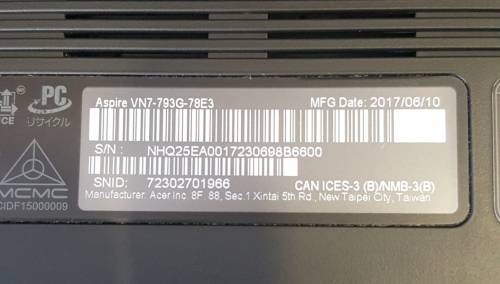 Aspire VN7-793G-78E3
MFG Date: 2017/06/10
S/N : NHQ25EA0017230698B6600
SNID: 72302701966
CAN ICES-3 (B)/NMB-3(B)
Manufacturer: Acer Inc. 8F, 88, Sec.1 Xintai 5th Rd., New Taipei City, Taiwan
PC
リサイクル
MCMC
CIDF15000009